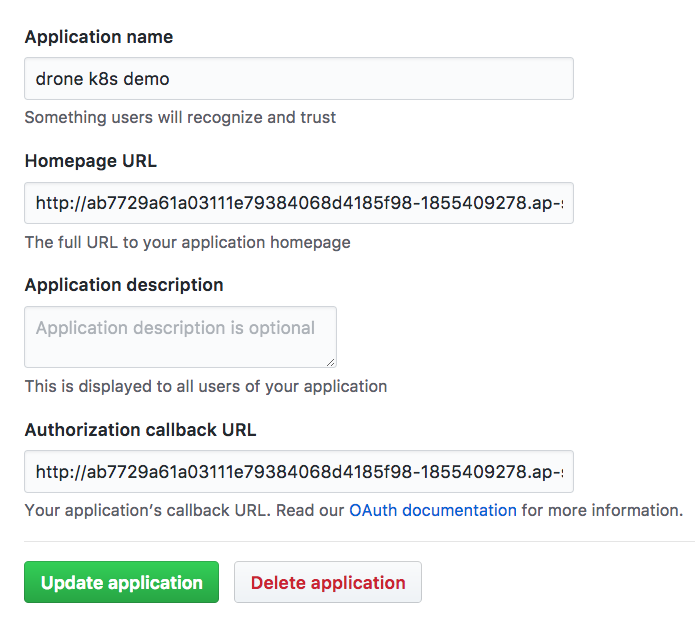 Application name
drone k8s demo
Something users will recognize and trust
Homepage URL
http://ab7729a61a03111e79384068d4185f98-1855409278.ap-
The full URL to your application homepage
Application description
Application description is optional
This is displayed to all users of your application
Authorization callback URL
http://ab7729a61a03111e79384068d4185f98-1855409278.ap-
Your application’s callback URL. Read our OAuth documentation for more information.
Update application Delete application